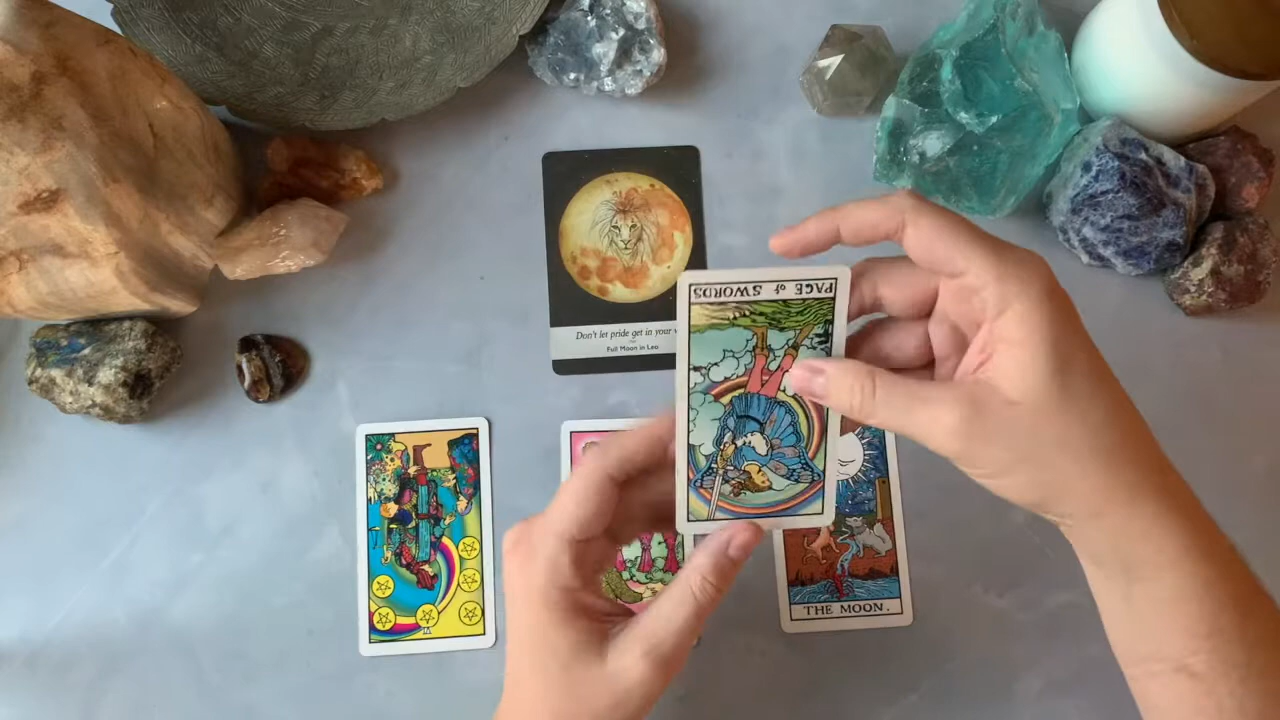 Don't let pride get in your
Full Moon in Leo
PAGE of SWORDS
THE MOON.